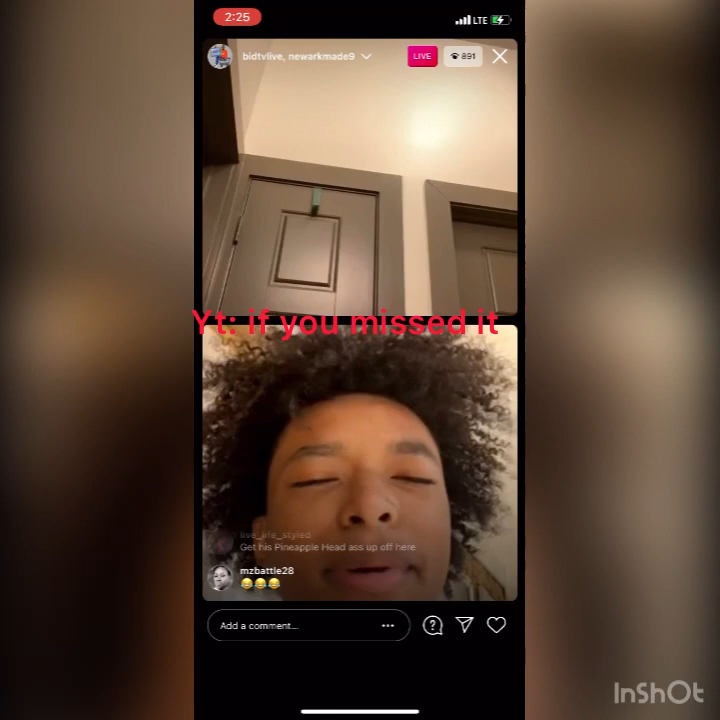 2:25
LTE
bidtvlive, newarkmade9
LIVE
891
Yt: if you missed it
live_life_styled
Get his Pineapple Head ass up off here
mzbattle28
Add a comment...
InShOt